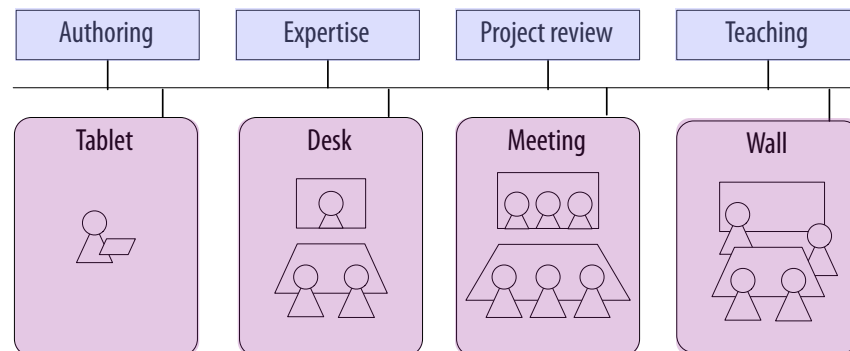 Authoring
Expertise
Project review
Teaching
Tablet
Desk
Meeting
Wall